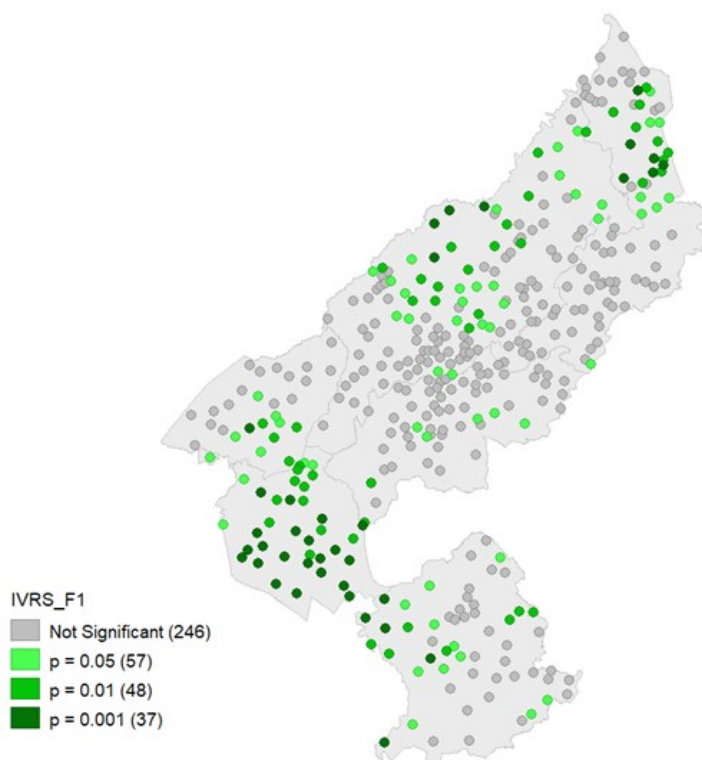 IVRS_F1
Not Significant (246)
p = 0.05 (57)
p = 0.01 (48)
p = 0.001 (37)